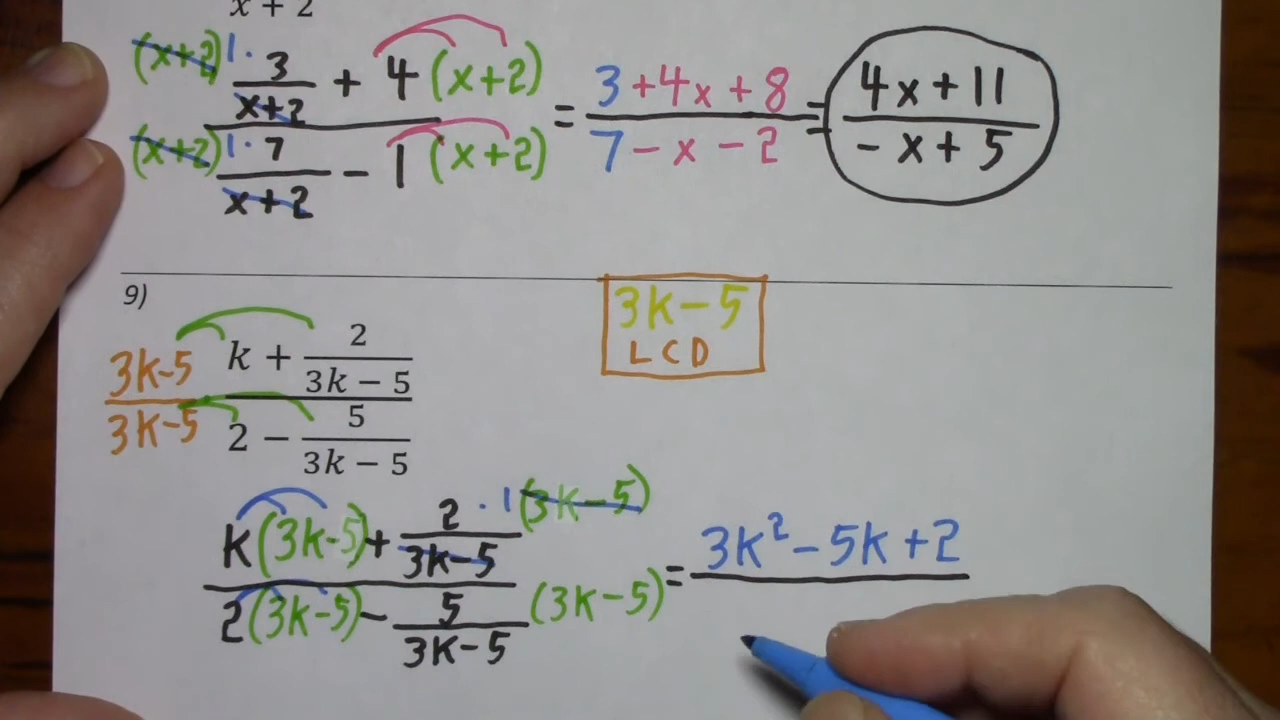 x + 2
(x+2) 1 · 3/x+2 + 4 (x+2) = 3 + 4x + 8 = 4x + 11
(x+2) 1 · 7/x+2 - 1 (x+2) 7 - x - 2 - x + 5
9)
3k-5
LCD
3k-5 k + 2/3k − 5
3k-5 2 − 5/3k − 5
k(3k-5) + 2/3k-5 · 1 (3k-5) = 3k² - 5k + 2
2(3k-5) - 5/3k-5 (3k-5)